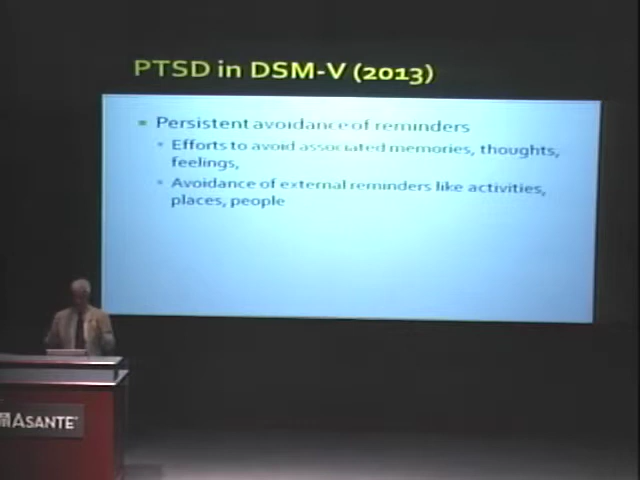 PTSD in DSM-V (2013)
Persistent avoidance of reminders
Efforts to avoid associated memories, thoughts,
feelings,
Avoidance of external reminders like activities,
places, people
ASANTE